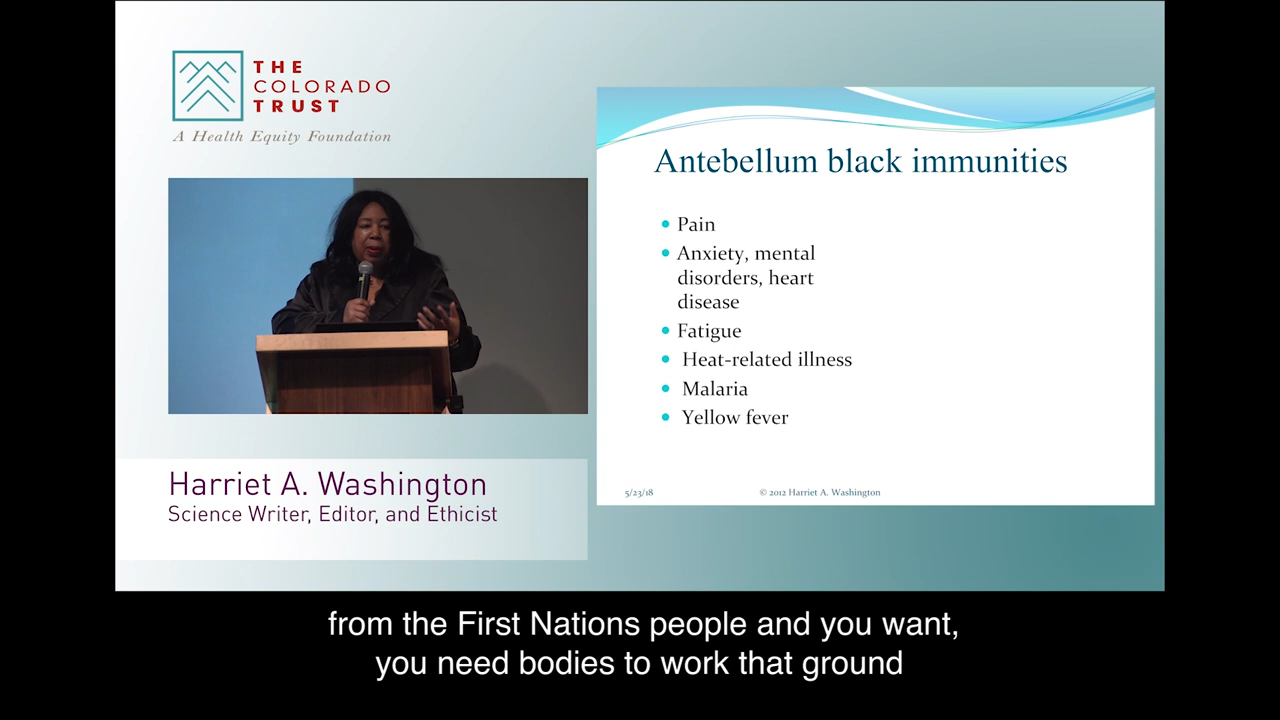 THE
COLORADO
TRUST
A Health Equity Foundation
Antebellum black immunities
Pain
Anxiety, mental
disorders, heart
disease
Fatigue
Heat-related illness
Malaria
Yellow fever
5/23/18
© 2012 Harriet A. Washington
Harriet A. Washington
Science Writer, Editor, and Ethicist
from the First Nations people and you want,
you need bodies to work that ground